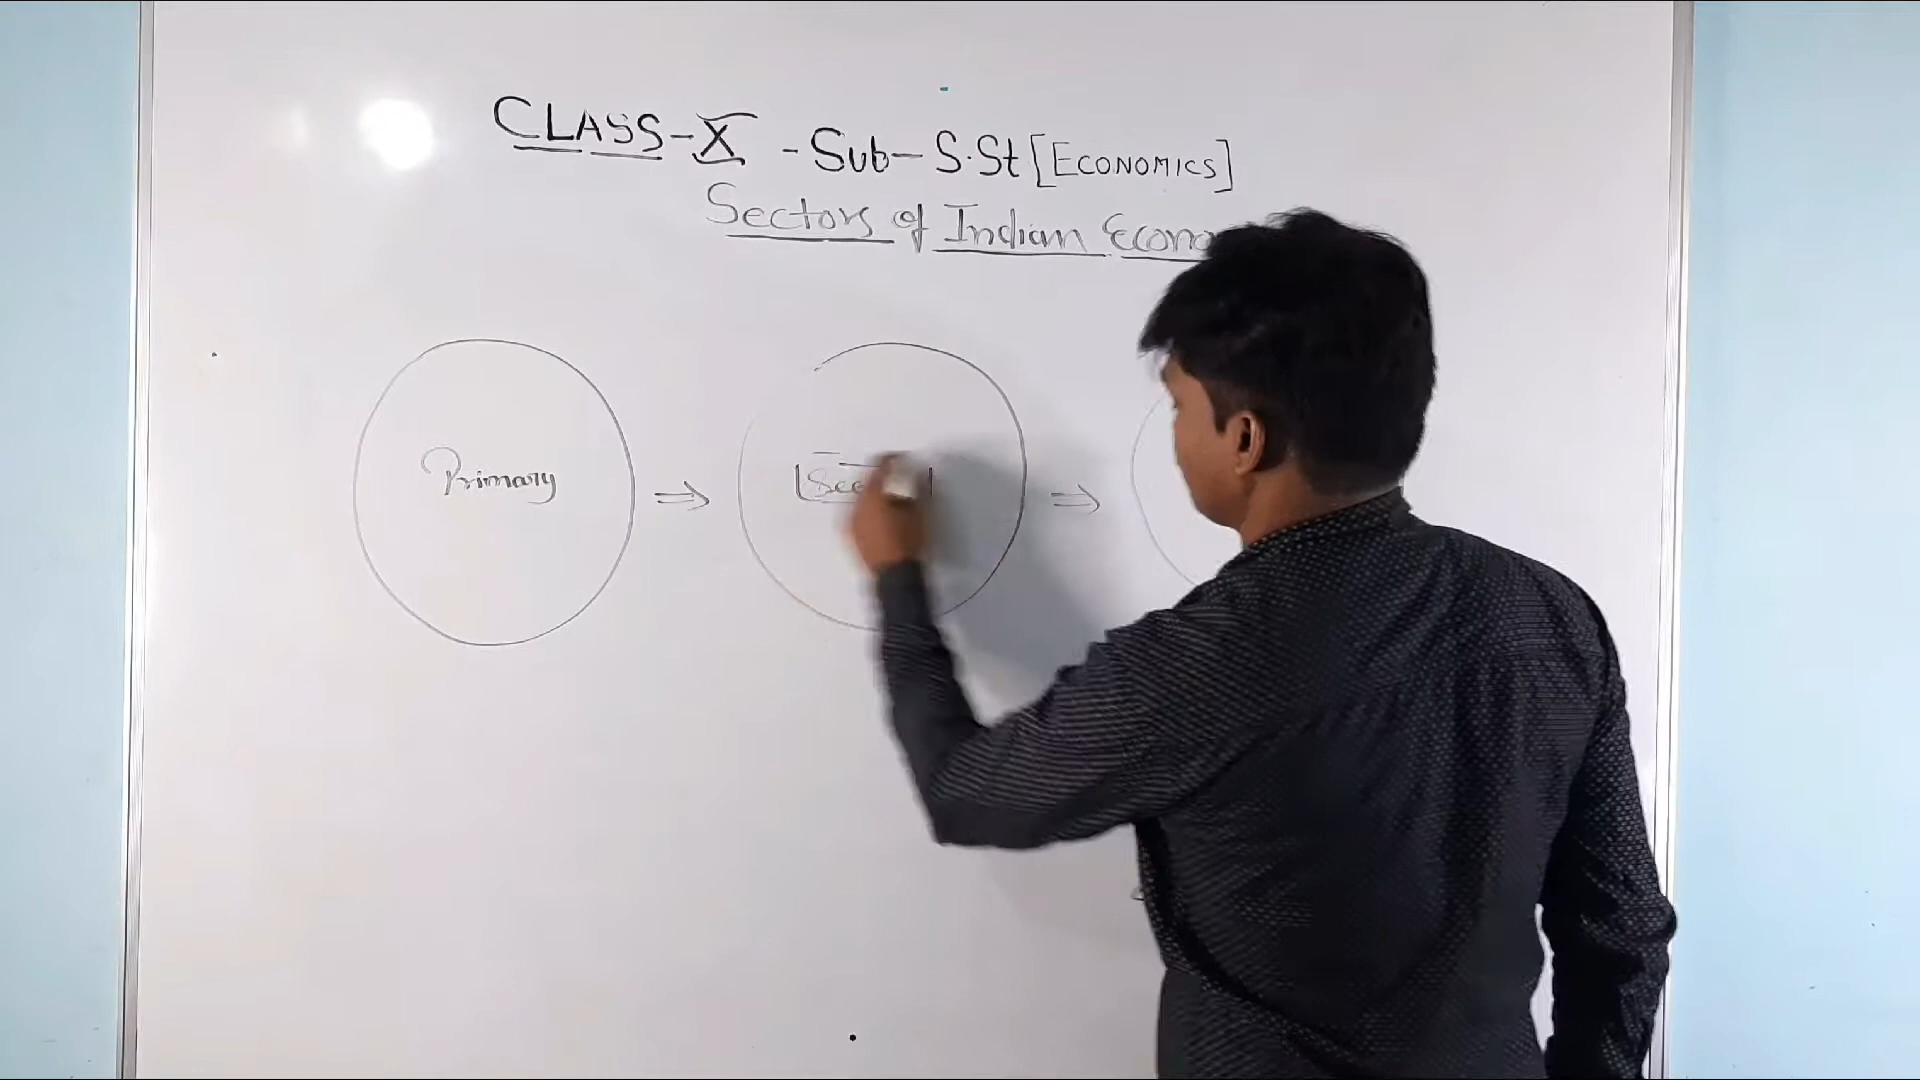 CLASS-X - Sub- S.St [ECONOMICS]
Sectors of Indian
Primary ⇒ ⇒